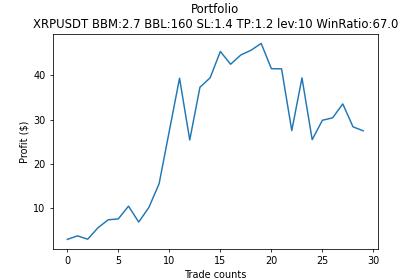 Portfolio
XRPUSDT BBM:2.7 BBL:160 SL:1.4 TP:1.2 lev:10 WinRatio:67.0
40
30
20
10
Profit ($)
0 5 10 15 20 25 30
Trade counts